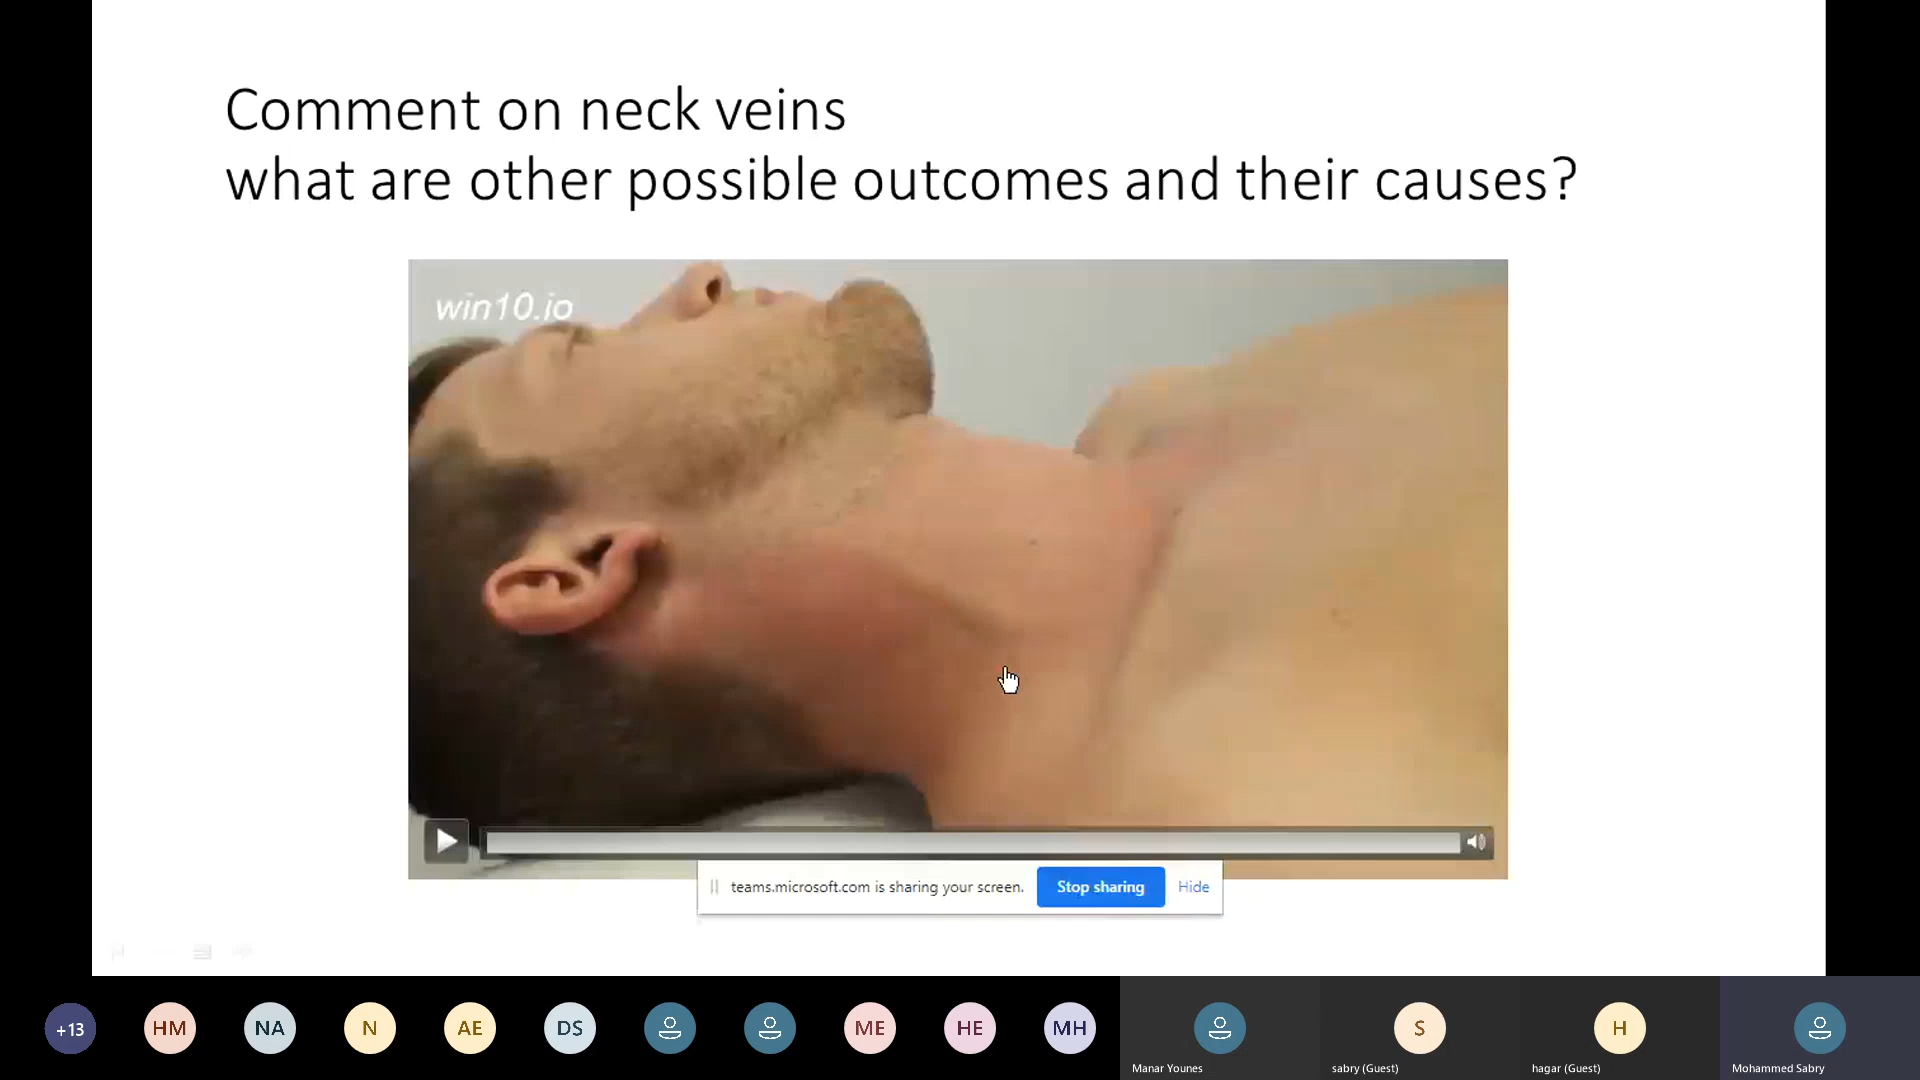 Comment on neck veins
what are other possible outcomes and their causes?
win10.io
teams.microsoft.com is sharing your screen. Stop sharing Hide
+13 HM NA N AE DS ME HE MH S H
Manar Younes sabry (Guest) hagar (Guest) Mohammed Sabry